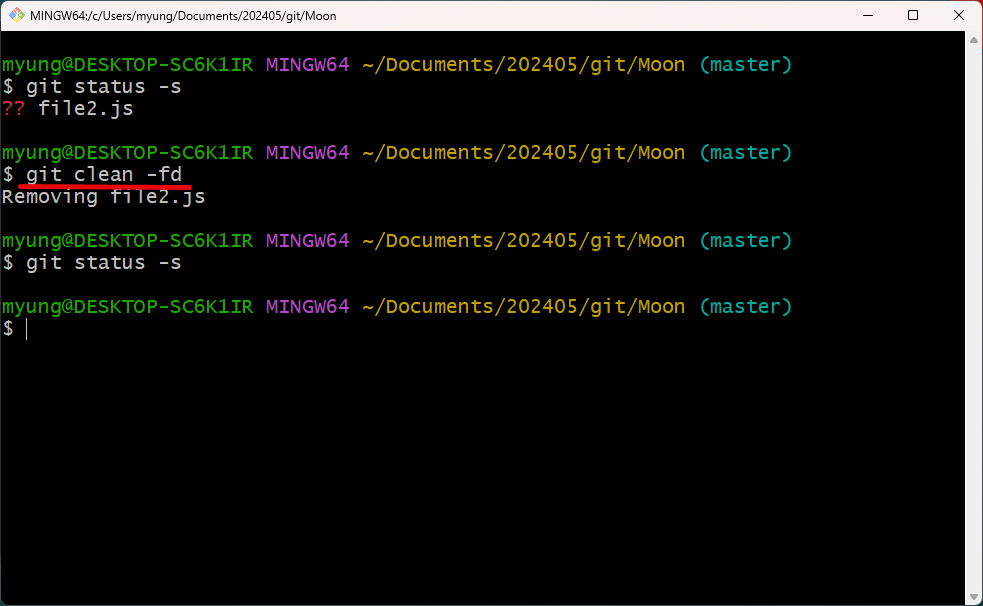 MINGW64:/c/Users/myung/Documents/202405/git/Moon
myung@DESKTOP-SC6K1IR MINGW64 ~/Documents/202405/git/Moon (master)
$ git status -s
?? file2.js
myung@DESKTOP-SC6K1IR MINGW64 ~/Documents/202405/git/Moon (master)
$ git clean -fd
Removing file2.js
myung@DESKTOP-SC6K1IR MINGW64 ~/Documents/202405/git/Moon (master)
$ git status -s
myung@DESKTOP-SC6K1IR MINGW64 ~/Documents/202405/git/Moon (master)
$